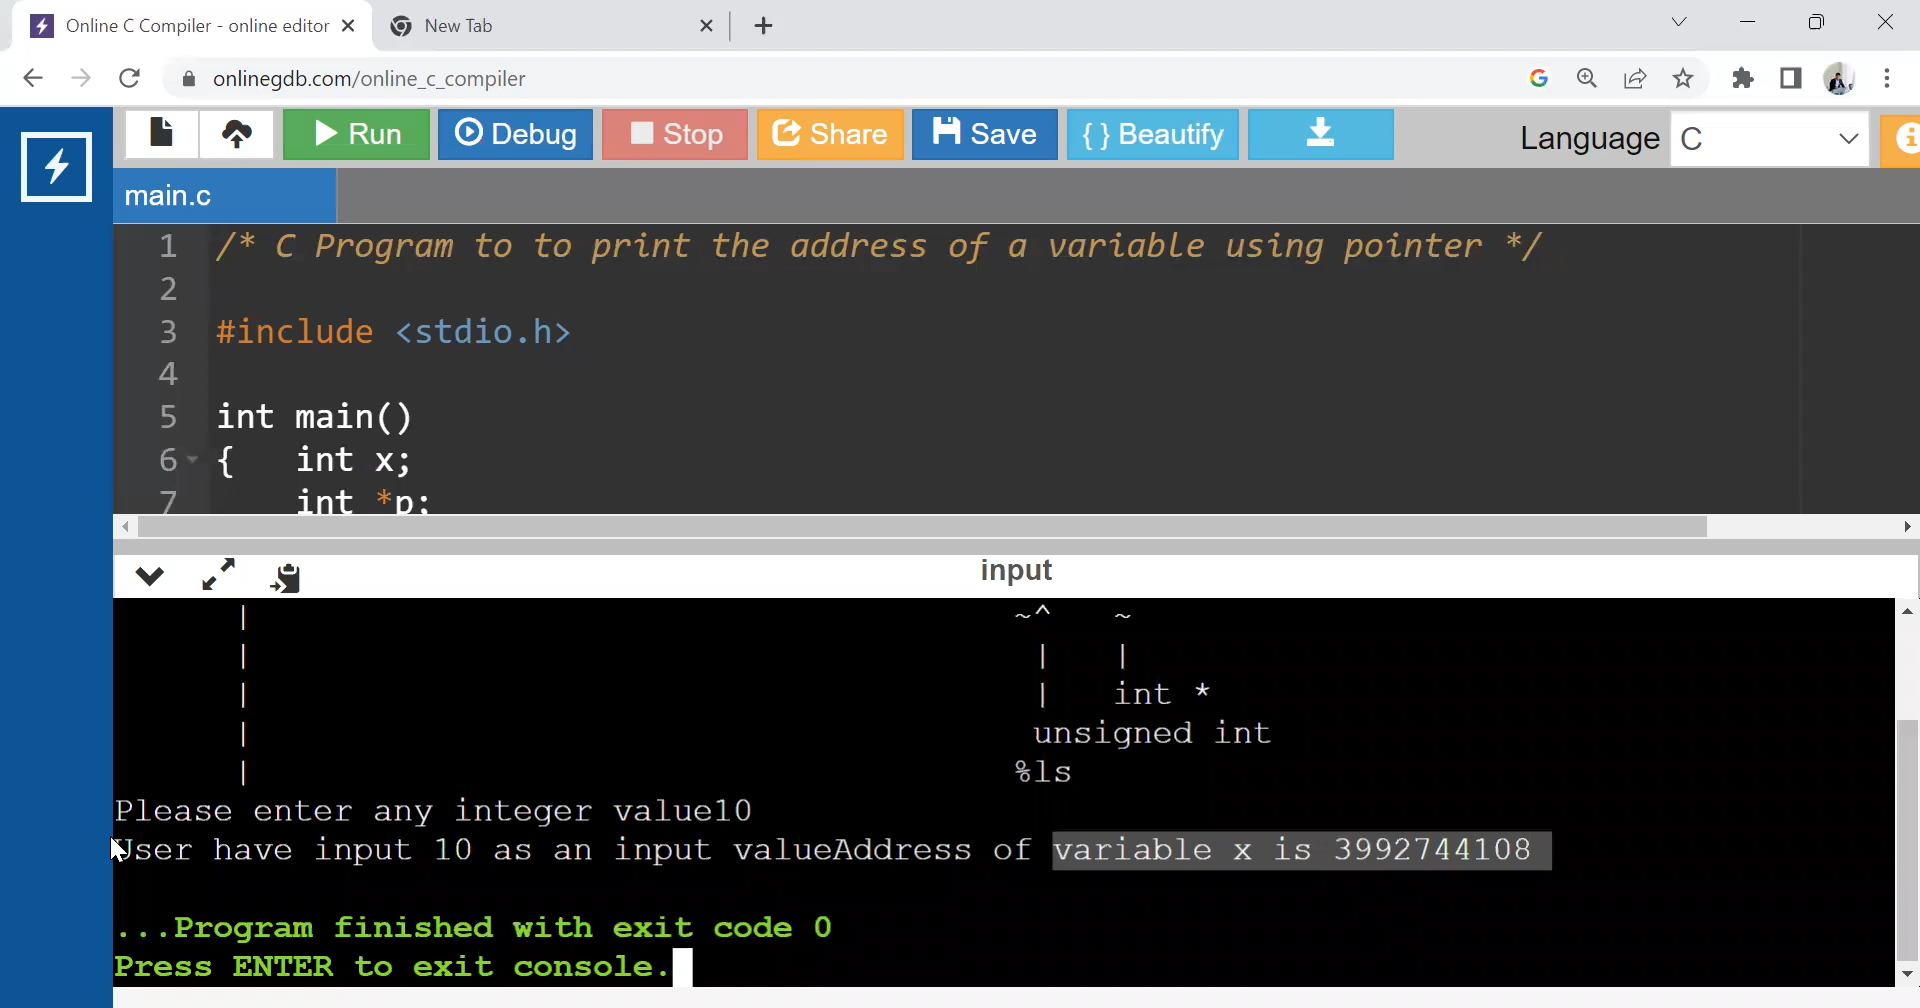 Online C Compiler - online editor
New Tab
onlinegdb.com/online_c_compiler
Run
Debug
Stop
Share
Save
{ } Beautify
Language
C
main.c
1 /* C Program to to print the address of a variable using pointer */
2
3 #include <stdio.h>
4
5 int main()
6 { int x;
7 int *p;
input
| ~^ ~
| | |
| | int *
| unsigned int
| %ls
Please enter any integer value10
User have input 10 as an input valueAddress of variable x is 3992744108
...Program finished with exit code 0
Press ENTER to exit console.